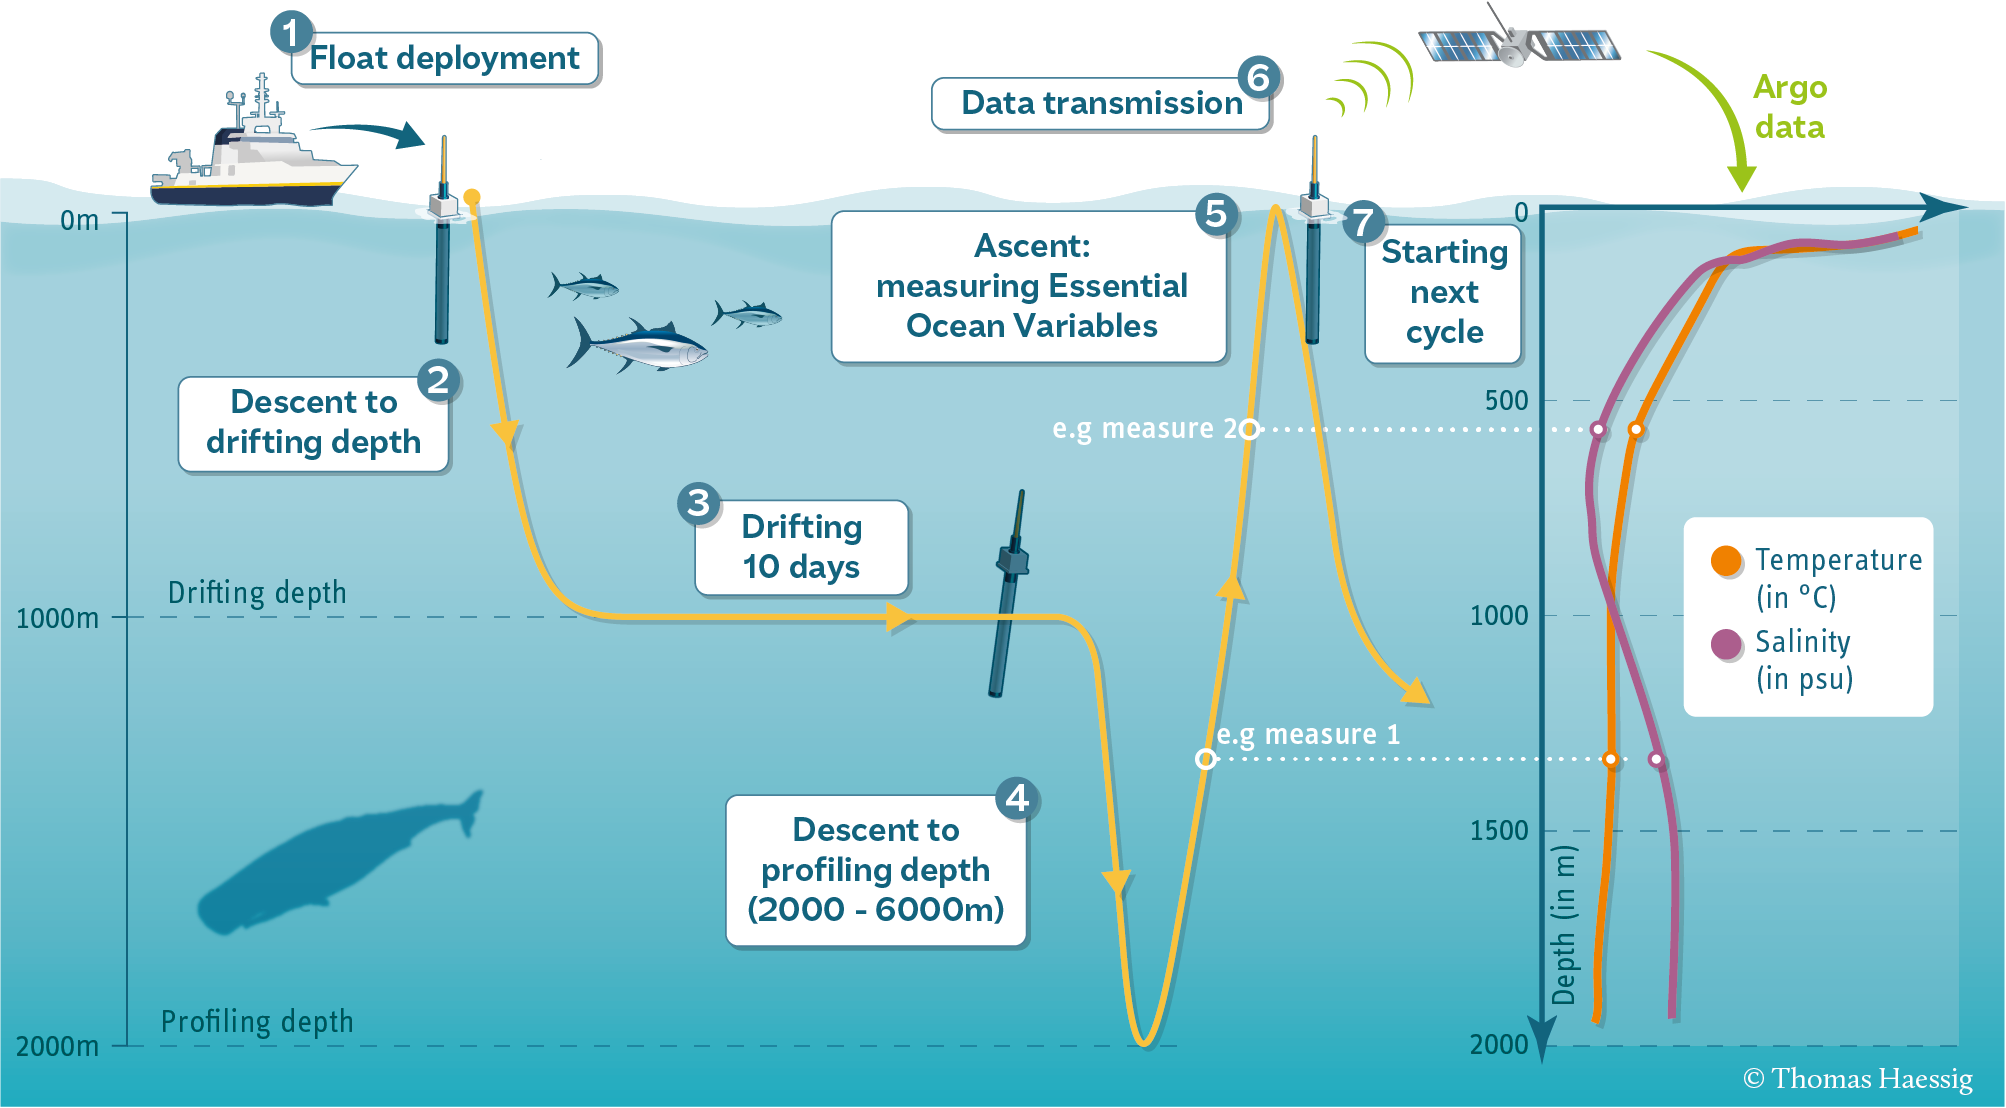 1
Float deployment
6
Data transmission
Argo
data
0m
5
Ascent:
measuring Essential
Ocean Variables
7
Starting
next
cycle
0
2
Descent to
drifting depth
500
e.g measure 2
3
Drifting
10 days
Temperature
(in °C)
Salinity
(in psu)
Drifting depth
1000m
1000
e.g measure 1
4
Descent to
profiling depth
(2000 - 6000m)
1500
Depth (in m)
Profiling depth
2000m
2000
© Thomas Haessig